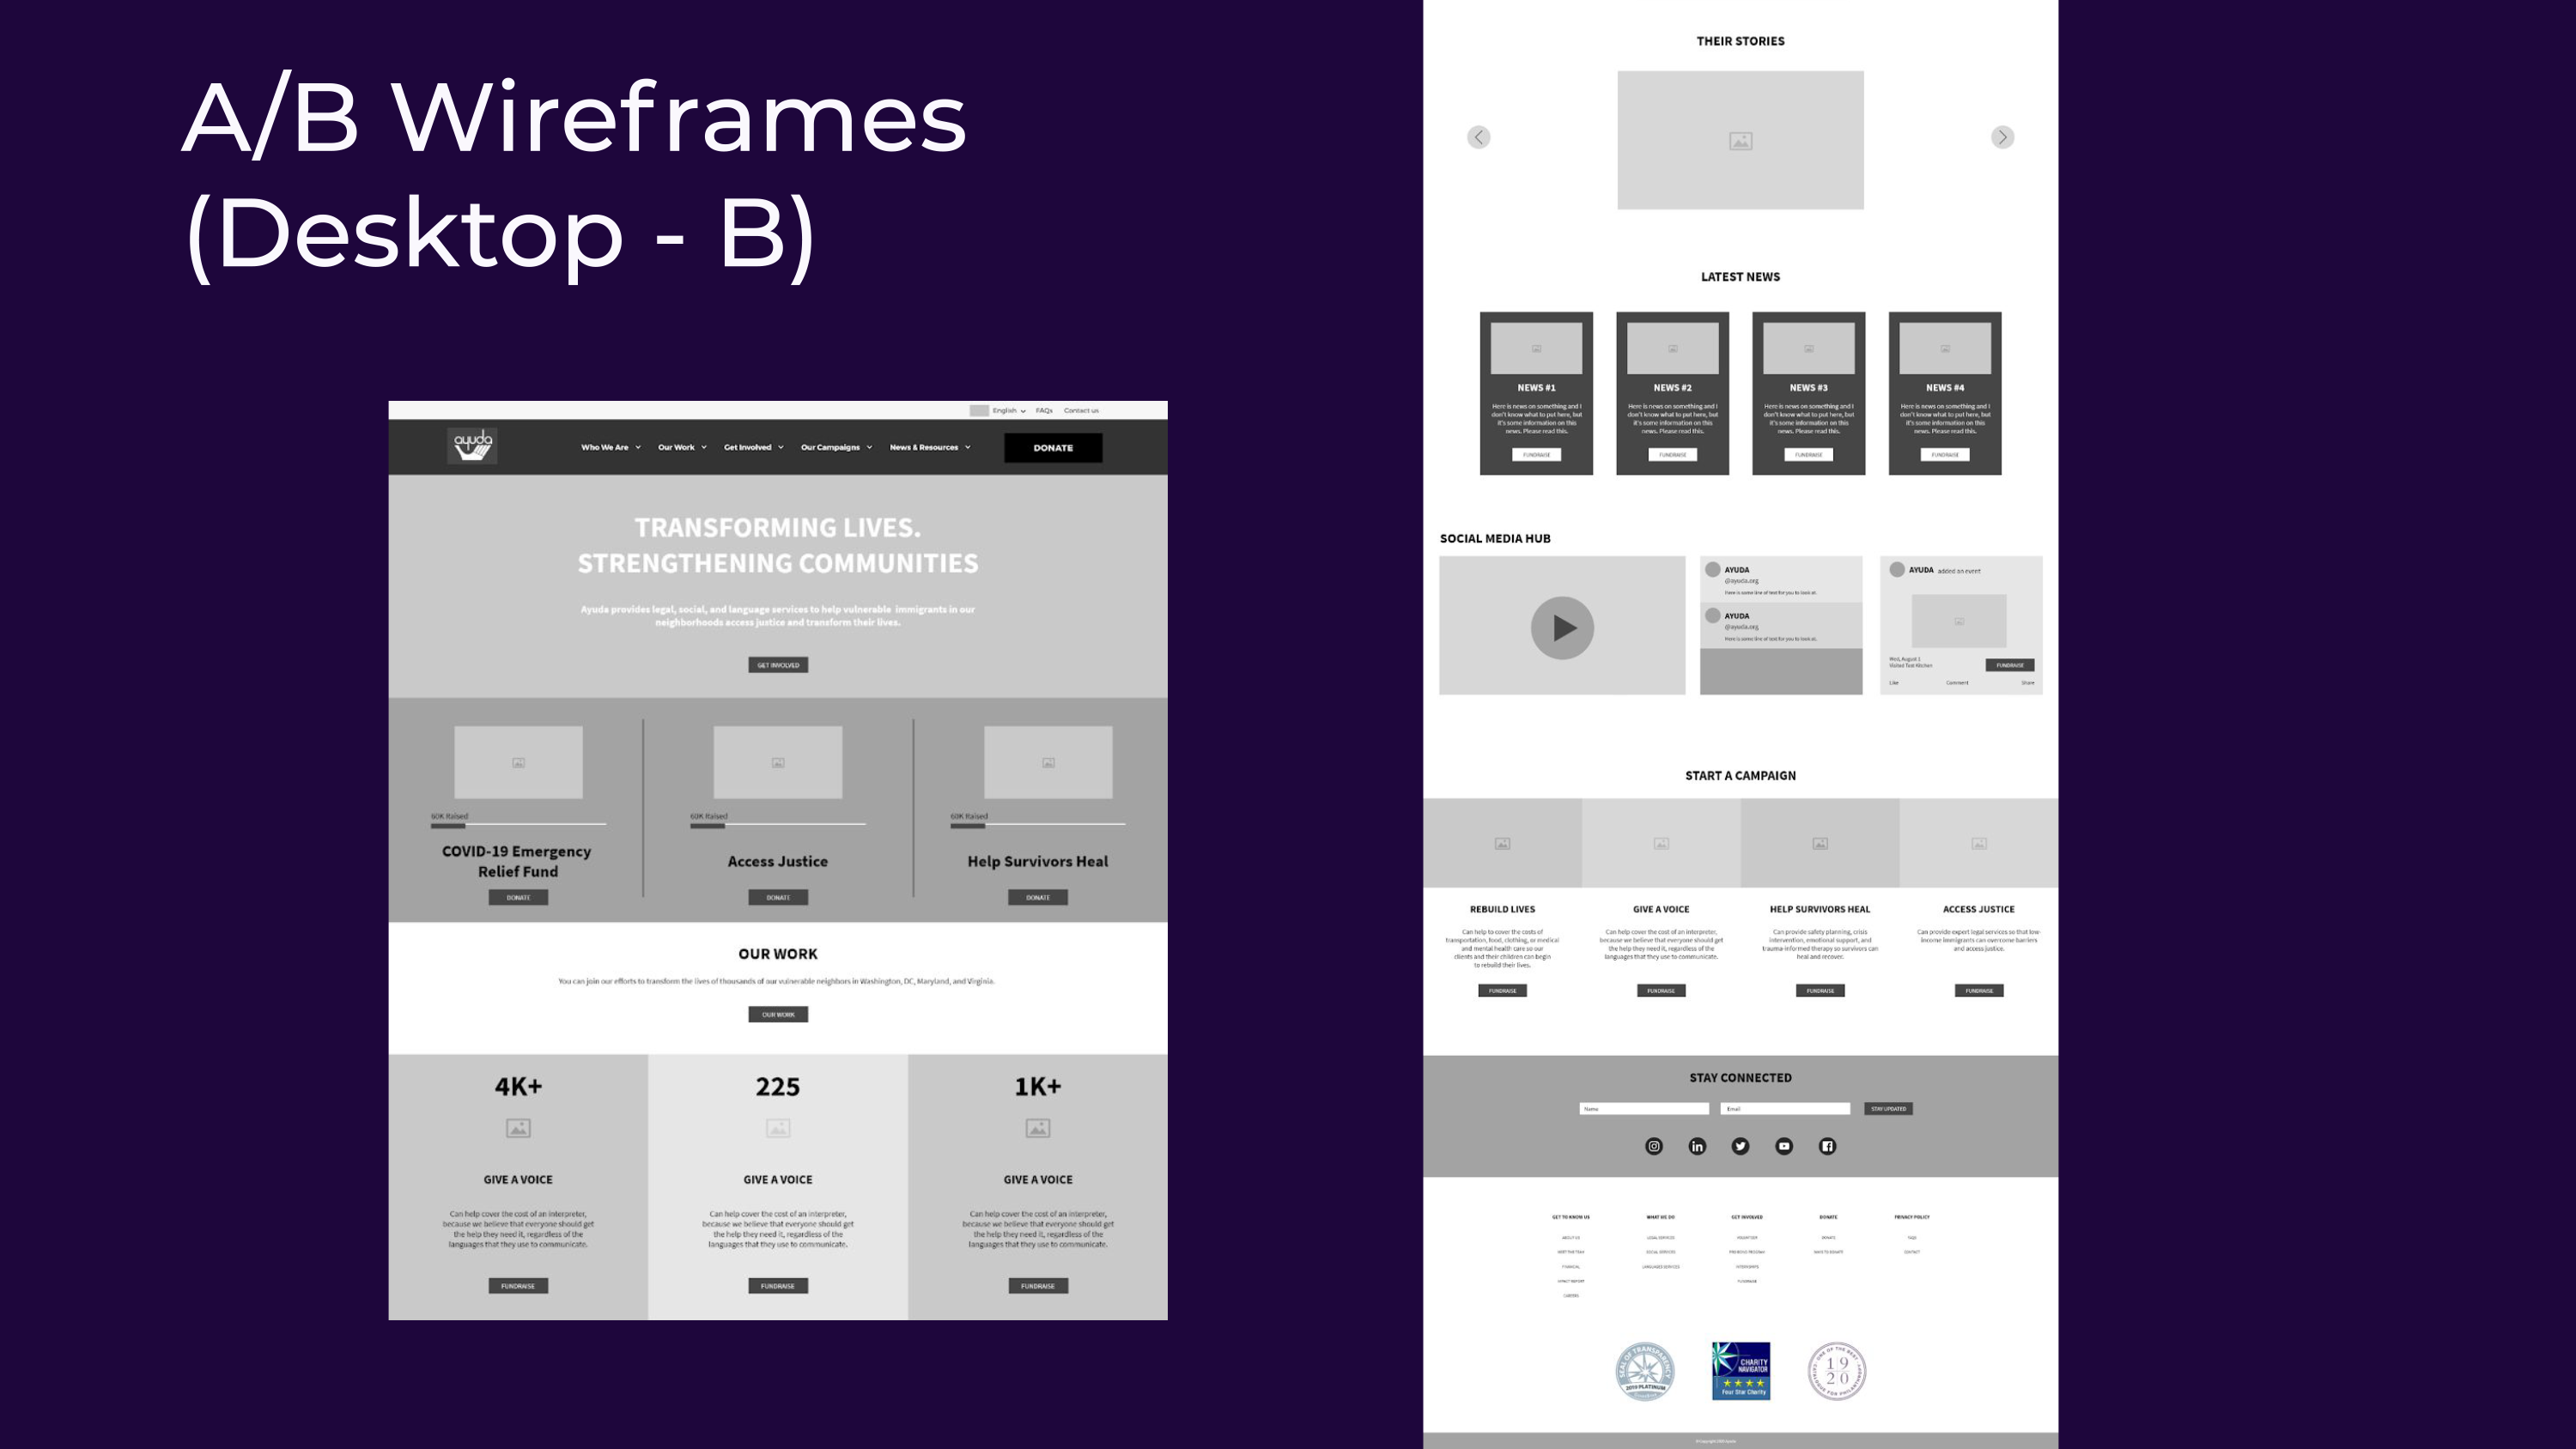 A/B Wireframes
(Desktop - B)
English
FAQs
Contact us
ayuda
Who We Are
Our Work
Get Involved
Our Campaigns
News & Resources
DONATE
TRANSFORMING LIVES.
STRENGTHENING COMMUNITIES
Ayuda provides legal, social, and language services to help vulnerable immigrants in our
neighborhoods access justice and transform their lives.
GET INVOLVED
60K Raised
COVID-19 Emergency
Relief Fund
DONATE
60K Raised
Access Justice
DONATE
60K Raised
Help Survivors Heal
DONATE
OUR WORK
You can join our efforts to transform the lives of thousands of our vulnerable neighbors in Washington, DC, Maryland, and Virginia.
OUR WORK
4K+
GIVE A VOICE
Can help cover the cost of an interpreter,
because we believe that everyone should get
the help they need it, regardless of the
languages that they use to communicate.
FUNDRAISE
225
GIVE A VOICE
Can help cover the cost of an interpreter,
because we believe that everyone should get
the help they need it, regardless of the
languages that they use to communicate.
FUNDRAISE
1K+
GIVE A VOICE
Can help cover the cost of an interpreter,
because we believe that everyone should get
the help they need it, regardless of the
languages that they use to communicate.
FUNDRAISE
THEIR STORIES
LATEST NEWS
NEWS #1
Here is news on something and I
don't know what to put here, but
it's some information on this
news. Please read this.
FUNDRAISE
NEWS #2
Here is news on something and I
don't know what to put here, but
it's some information on this
news. Please read this.
FUNDRAISE
NEWS #3
Here is news on something and I
don't know what to put here, but
it's some information on this
news. Please read this.
FUNDRAISE
NEWS #4
Here is news on something and I
don't know what to put here, but
it's some information on this
news. Please read this.
FUNDRAISE
SOCIAL MEDIA HUB
AYUDA
@ayuda.org
Here is some line of text for you to look at.
AYUDA
@ayuda.org
Here is some line of text for you to look at.
AYUDA added an event
Wed, August 3
Visited Test Kitchen
FUNDRAISE
Like
Comment
Share
START A CAMPAIGN
REBUILD LIVES
Can help to cover the costs of
transportation, food, clothing, or medical
and mental health care so our
clients and their children can begin
to rebuild their lives.
FUNDRAISE
GIVE A VOICE
Can help cover the cost of an interpreter,
because we believe that everyone should get
the help they need it, regardless of the
languages that they use to communicate.
FUNDRAISE
HELP SURVIVORS HEAL
Can provide safety planning, crisis
intervention, emotional support, and
trauma-informed therapy so survivors can
heal and recover.
FUNDRAISE
ACCESS JUSTICE
Can provide expert legal services so that low-
income immigrants can overcome barriers
and access justice.
FUNDRAISE
STAY CONNECTED
Name
Email
STAY UPDATED
GET TO KNOW US
ABOUT US
MEET THE TEAM
FINANCIAL
IMPACT REPORT
CAREERS
WHAT WE DO
LEGAL SERVICES
SOCIAL SERVICES
LANGUAGES SERVICES
GET INVOLVED
VOLUNTEER
PRO BONO PROGRAM
INTERNSHIPS
FUNDRAISE
DONATE
DONATE
WAYS TO DONATE
PRIVACY POLICY
FAQS
CONTACT
SEAL OF TRANSPARENCY
2019 PLATINUM
CHARITY
NAVIGATOR
Four Star Charity
ONE OF THE BEST
19
20
CATALOGUE FOR PHILANTHROPY